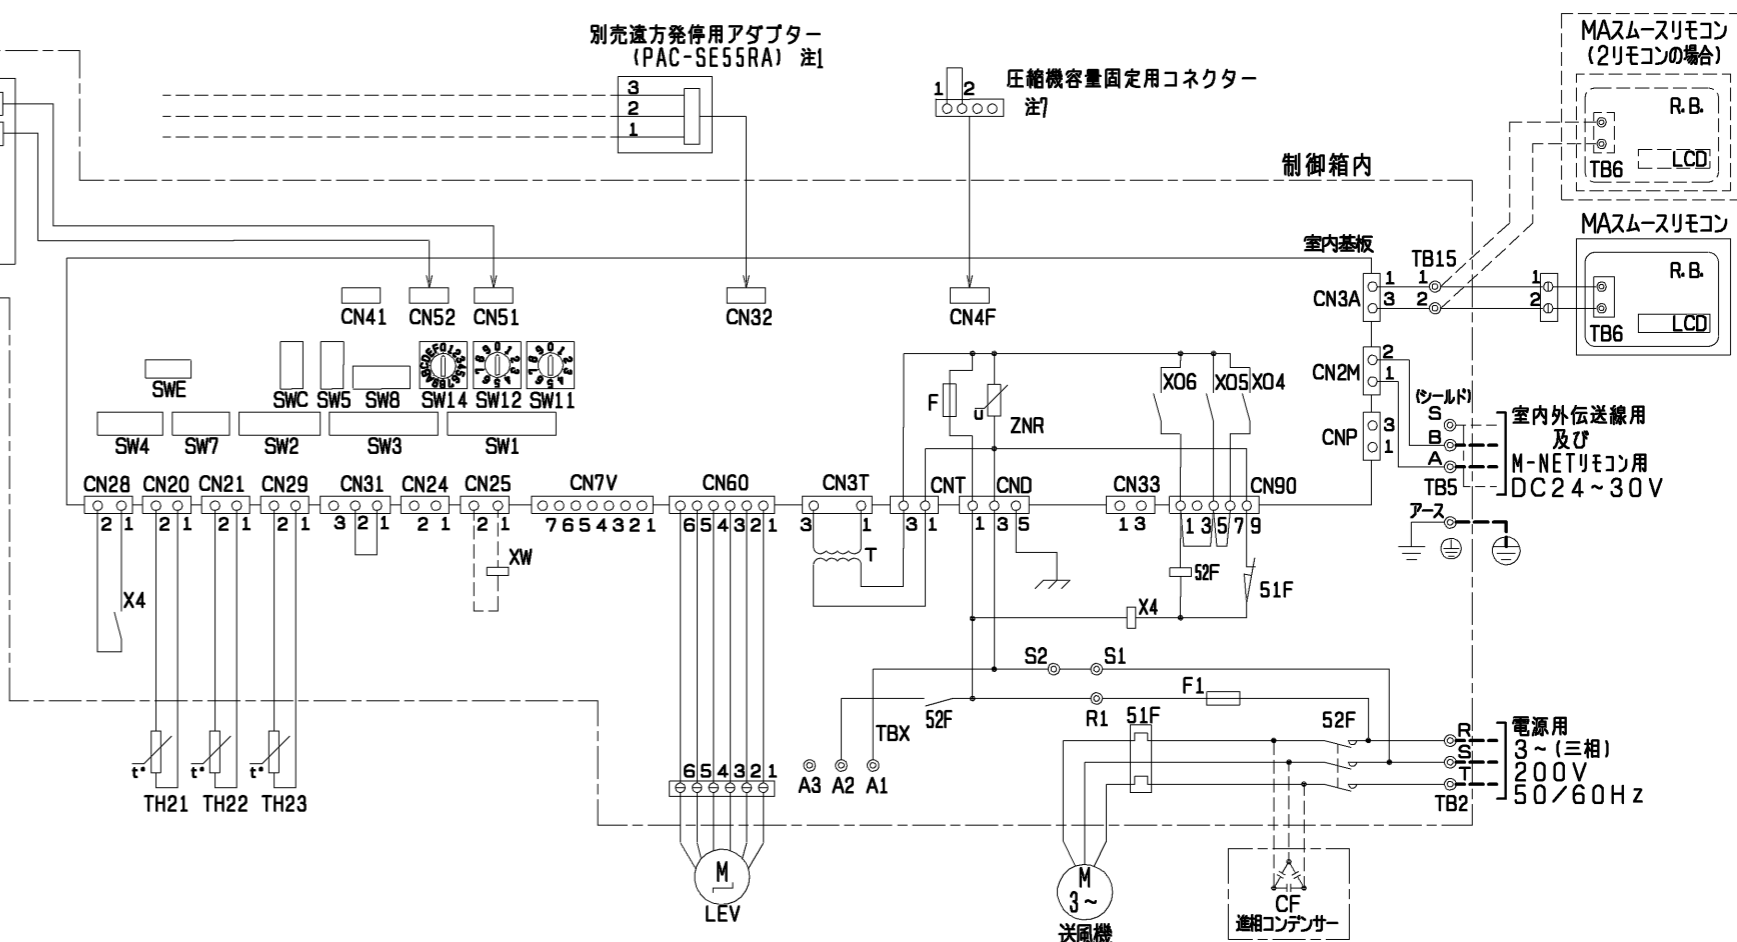 別売遠方発停用アダプター
(PAC-SE55RA) 注1
3
2
1
1 2
圧縮機容量固定用コネクター
注7
MAスムースリモコン
(2リモコンの場合)
R.B.
LCD
TB6
制御箱内
MAスムースリモコン
R.B.
LCD
TB6
室内基板
TB15
CN3A
1 1 1
3 2 2
CN41 CN52 CN51 CN32 CN4F
CN2M
2
1
CNP
3
1
SWE SWC SW5 SW8 SW14 SW12 SW11
SW4 SW7 SW2 SW3 SW1
F
u
ZNR
X06 X05 X04
(シールド)
S
B
A
TB5
室内外伝送線用
及び
M-NETリモコン用
DC24~30V
アース
CN28 CN20 CN21 CN29 CN31 CN24 CN25 CN7V CN60 CN3T CNT CND CN33 CN90
2 1 2 1 2 1 2 1 3 2 1 2 1 2 1 7 6 5 4 3 2 1 6 5 4 3 2 1 3 1 3 1 1 3 5 1 3 1 3 5 7 9
X4
XW
T
52F
51F
X4
S2 S1
R1
F1
TBX
52F
51F
52F
A3 A2 A1
R
S
T
TB2
電源用
3~(三相)
200V
50/60Hz
t°
t°
t°
TH21 TH22 TH23
6 5 4 3 2 1
M
LEV
M
3~
送風機
CF
進相コンデンサー